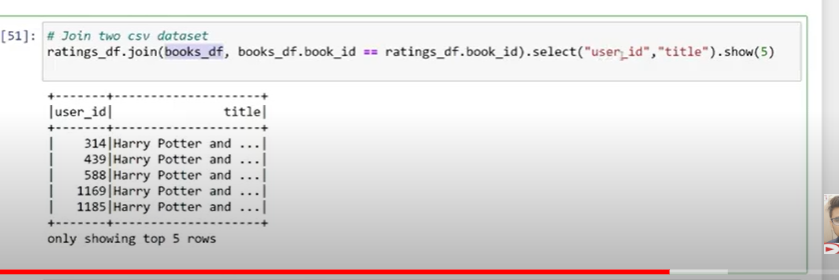 [51]: # Join two csv dataset
ratings_df.join(books_df, books_df.book_id == ratings_df.book_id).select("user_id","title").show(5)
+-------+--------------------+
|user_id|               title|
+-------+--------------------+
|    314|Harry Potter and ...|
|    439|Harry Potter and ...|
|    588|Harry Potter and ...|
|   1169|Harry Potter and ...|
|   1185|Harry Potter and ...|
+-------+--------------------+
only showing top 5 rows